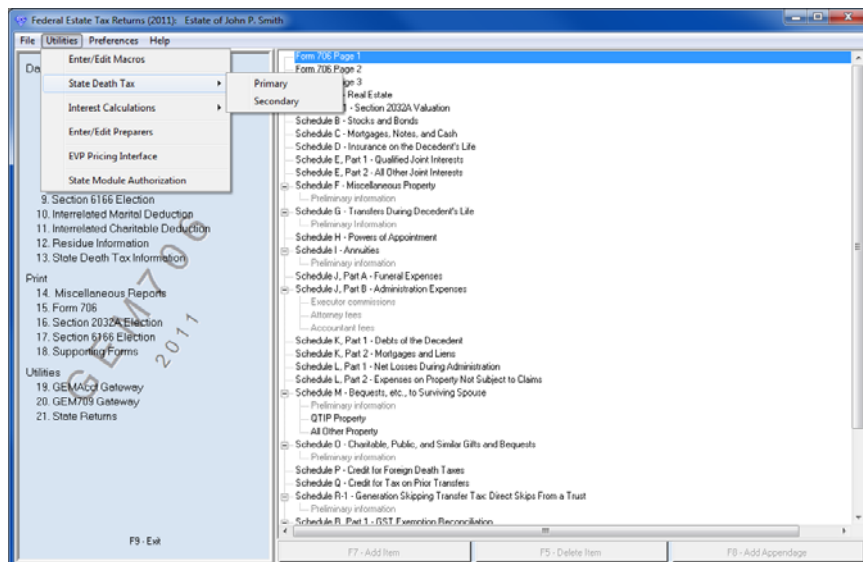 Federal Estate Tax Returns (2011): Estate of John P. Smith
File Utilities Preferences Help
Enter/Edit Macros
State Death Tax
Interest Calculations
Enter/Edit Preparers
EVP Pricing Interface
State Module Authorization
Primary
Secondary
Da
9. Section 6166 Election
10. Interrelated Marital Deduction
11. Interrelated Charitable Deduction
12. Residue Information
13. State Death Tax Information
Print
14. Miscellaneous Reports
15. Form 706
16. Section 2032A Election
17. Section 6166 Election
18. Supporting Forms
Utilities
19. GEMAcct Gateway
20. GEM709 Gateway
21. State Returns
GEM706
2011
F9 - Exit
Form 706 Page 1
Form 706 Page 2
ge 3
- Real Estate
1 - Section 2032A Valuation
Schedule B - Stocks and Bonds
Schedule C - Mortgages, Notes, and Cash
Schedule D - Insurance on the Decedent's Life
Schedule E, Part 1 - Qualified Joint Interests
Schedule E, Part 2 - All Other Joint Interests
Schedule F - Miscellaneous Property
Preliminary information
Schedule G - Transfers During Decedent's Life
Preliminary Information
Schedule H - Powers of Appointment
Schedule I - Annuities
Preliminary information
Schedule J, Part A - Funeral Expenses
Schedule J, Part B - Administration Expenses
Executor commissions
Attorney fees
Accountant fees
Schedule K, Part 1 - Debts of the Decedent
Schedule K, Part 2 - Mortgages and Liens
Schedule L, Part 1 - Net Losses During Administration
Schedule L, Part 2 - Expenses on Property Not Subject to Claims
Schedule M - Bequests, etc., to Surviving Spouse
Preliminary information
QTIP Property
All Other Property
Schedule O - Charitable, Public, and Similar Gifts and Bequests
Preliminary information
Schedule P - Credit for Foreign Death Taxes
Schedule Q - Credit for Tax on Prior Transfers
Schedule R-1 - Generation Skipping Transfer Tax: Direct Skips From a Trust
Preliminary information
Schedule R, Part 1 - GST Exemption Reconciliation
F7 - Add Item
F5 - Delete Item
F8 - Add Appendage